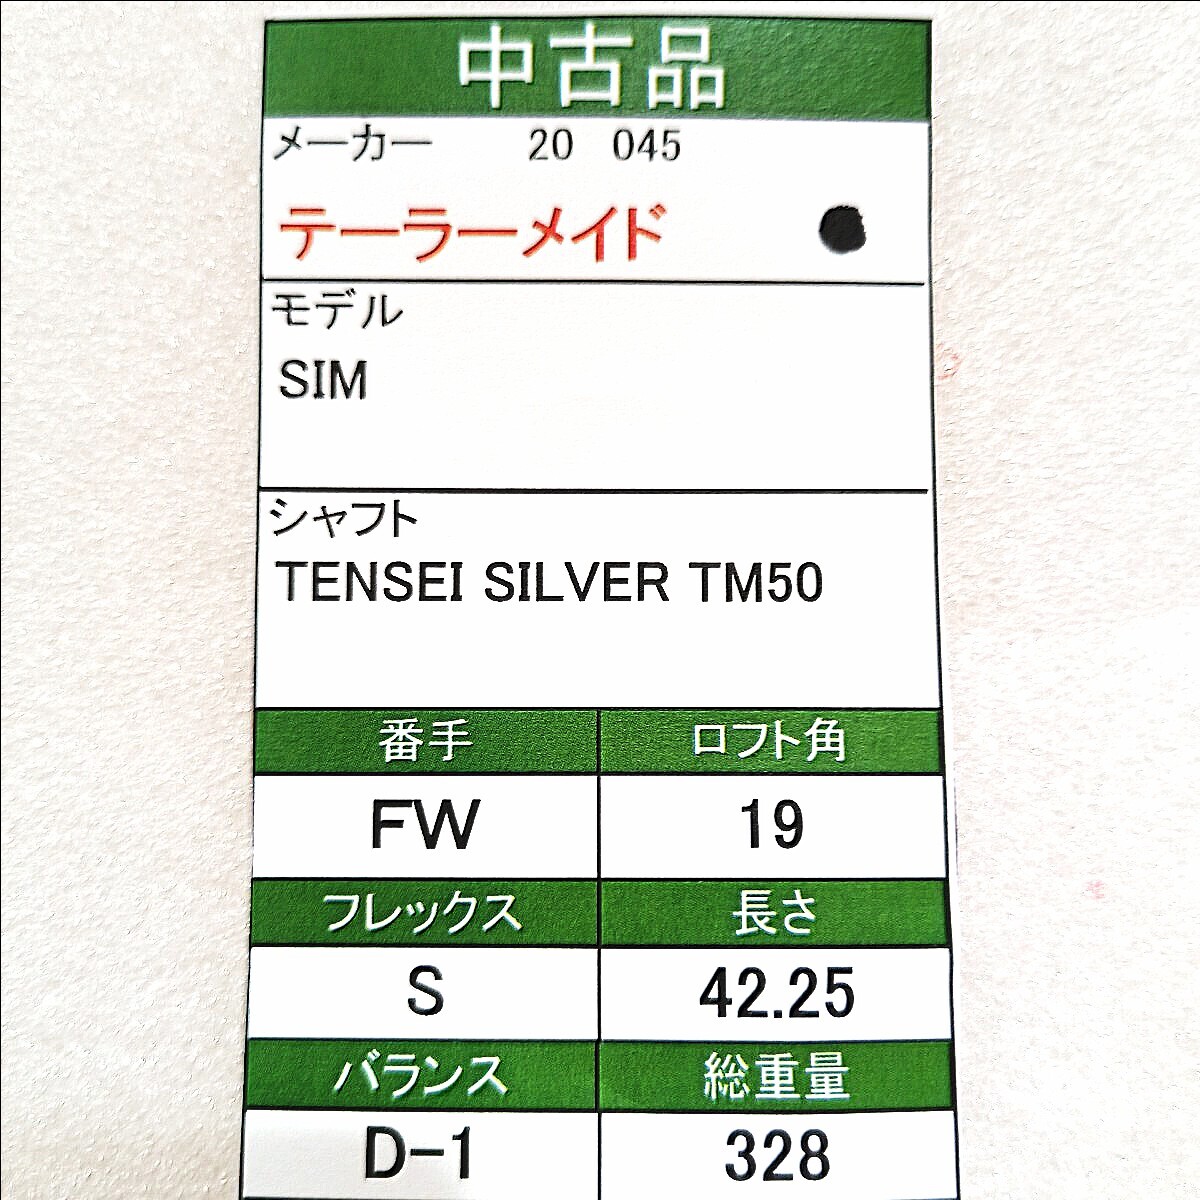 中古品
メーカー 20 045
テーラーメイド
モデル
SIM
シャフト
TENSEI SILVER TM50
番手 ロフト角
FW 19
フレックス 長さ
S 42.25
バランス 総重量
D-1 328